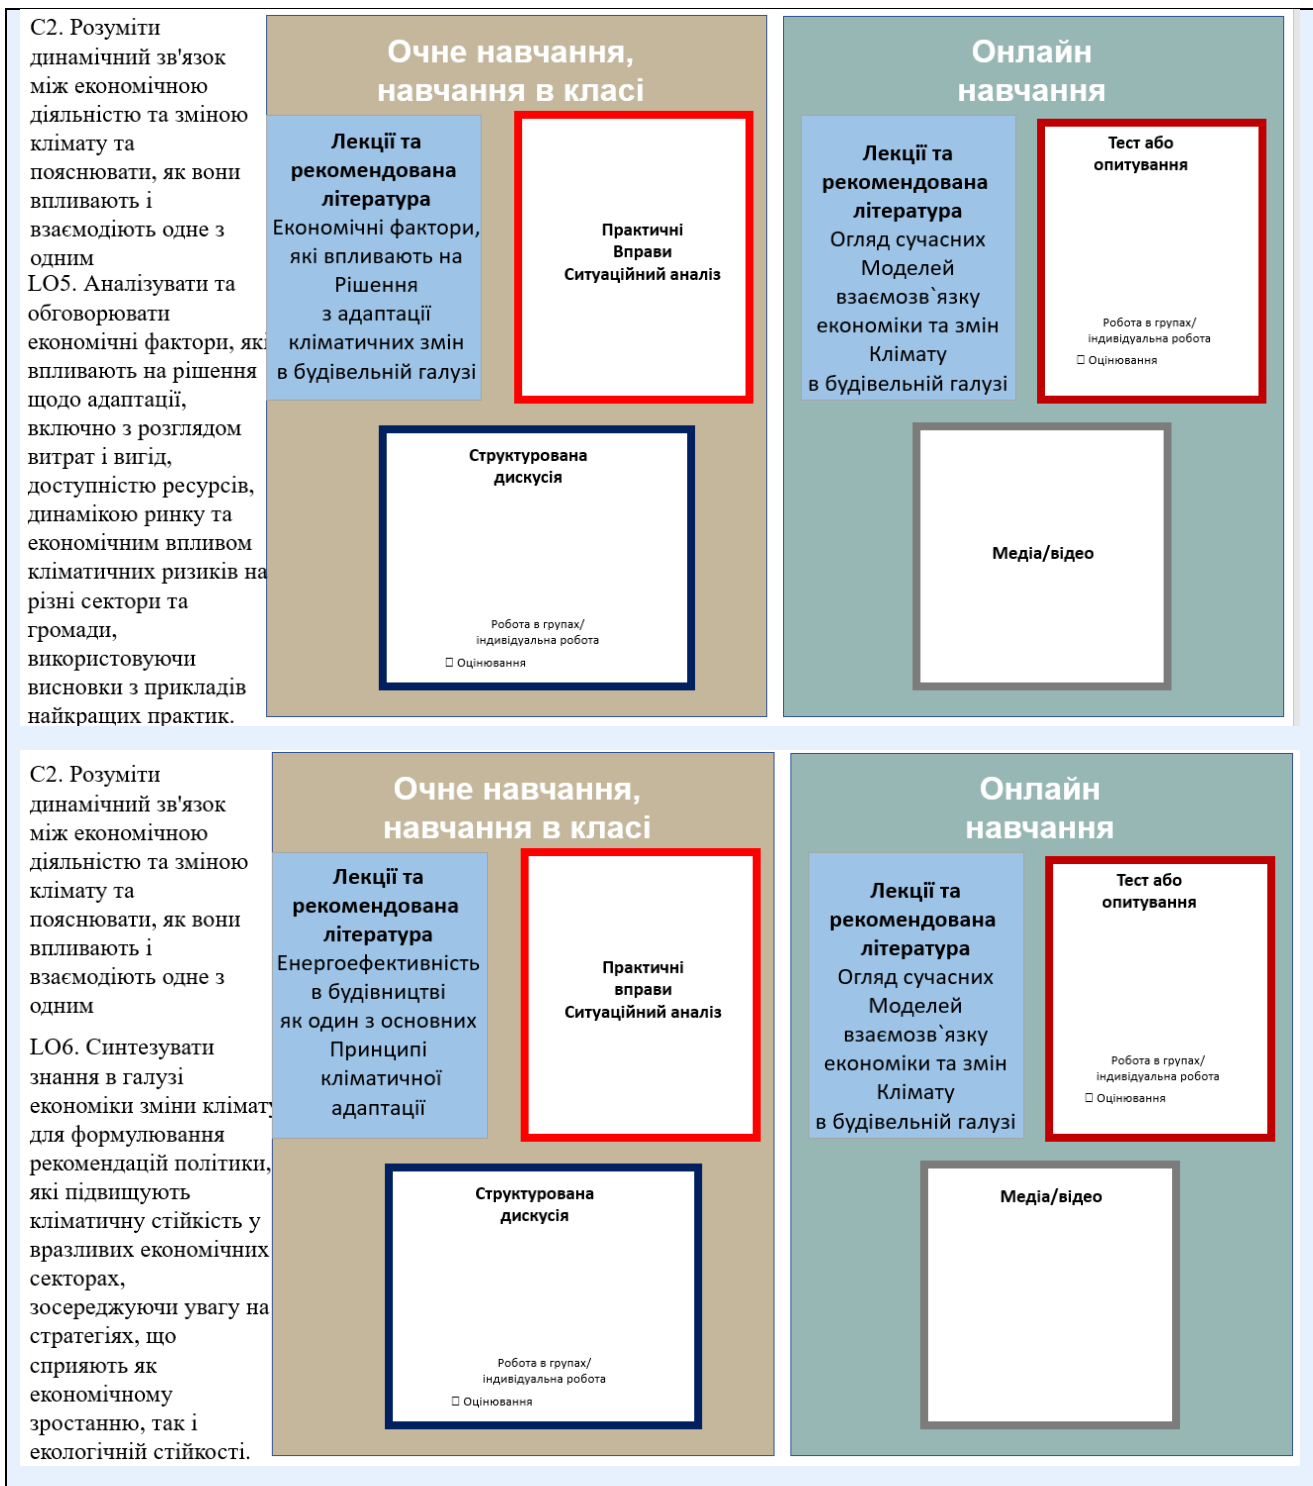 C2. Розуміти
динамічний зв'язок
між економічною
діяльністю та зміною
клімату та
пояснювати, як вони
впливають і
взаємодіють одне з
одним
LO5. Аналізувати та
обговорювати
економічні фактори, які
впливають на рішення
щодо адаптації,
включно з розглядом
витрат і вигід,
доступністю ресурсів,
динамікою ринку та
економічним впливом
кліматичних ризиків на
різні сектори та
громади,
використовуючи
висновки з прикладів
найкращих практик.
Очне навчання,
навчання в класі
Лекції та
рекомендована
література
Економічні фактори,
які впливають на
Рішення
з адаптації
кліматичних змін
в будівельній галузі
Практичні
Вправи
Ситуаційний аналіз
Структурована
дискусія
Робота в групах/
індивідуальна робота
☐ Оцінювання
Онлайн
навчання
Лекції та
рекомендована
література
Огляд сучасних
Моделей
взаємозв`язку
економіки та змін
Клімату
в будівельній галузі
Тест або
опитування
Робота в групах/
індивідуальна робота
☐ Оцінювання
Медіа/відео
C2. Розуміти
динамічний зв'язок
між економічною
діяльністю та зміною
клімату та
пояснювати, як вони
впливають і
взаємодіють одне з
одним
LO6. Синтезувати
знання в галузі
економіки зміни клімату
для формулювання
рекомендацій політики,
які підвищують
кліматичну стійкість у
вразливих економічних
секторах,
зосереджуючи увагу на
стратегіях, що
сприяють як
економічному
зростанню, так і
екологічній стійкості.
Очне навчання,
навчання в класі
Лекції та
рекомендована
література
Енергоефективність
в будівництві
як один з основних
Принципі
кліматичної
адаптації
Практичні
вправи
Ситуаційний аналіз
Структурована
дискусія
Робота в групах/
індивідуальна робота
☐ Оцінювання
Онлайн
навчання
Лекції та
рекомендована
література
Огляд сучасних
Моделей
взаємозв`язку
економіки та змін
Клімату
в будівельній галузі
Тест або
опитування
Робота в групах/
індивідуальна робота
☐ Оцінювання
Медіа/відео